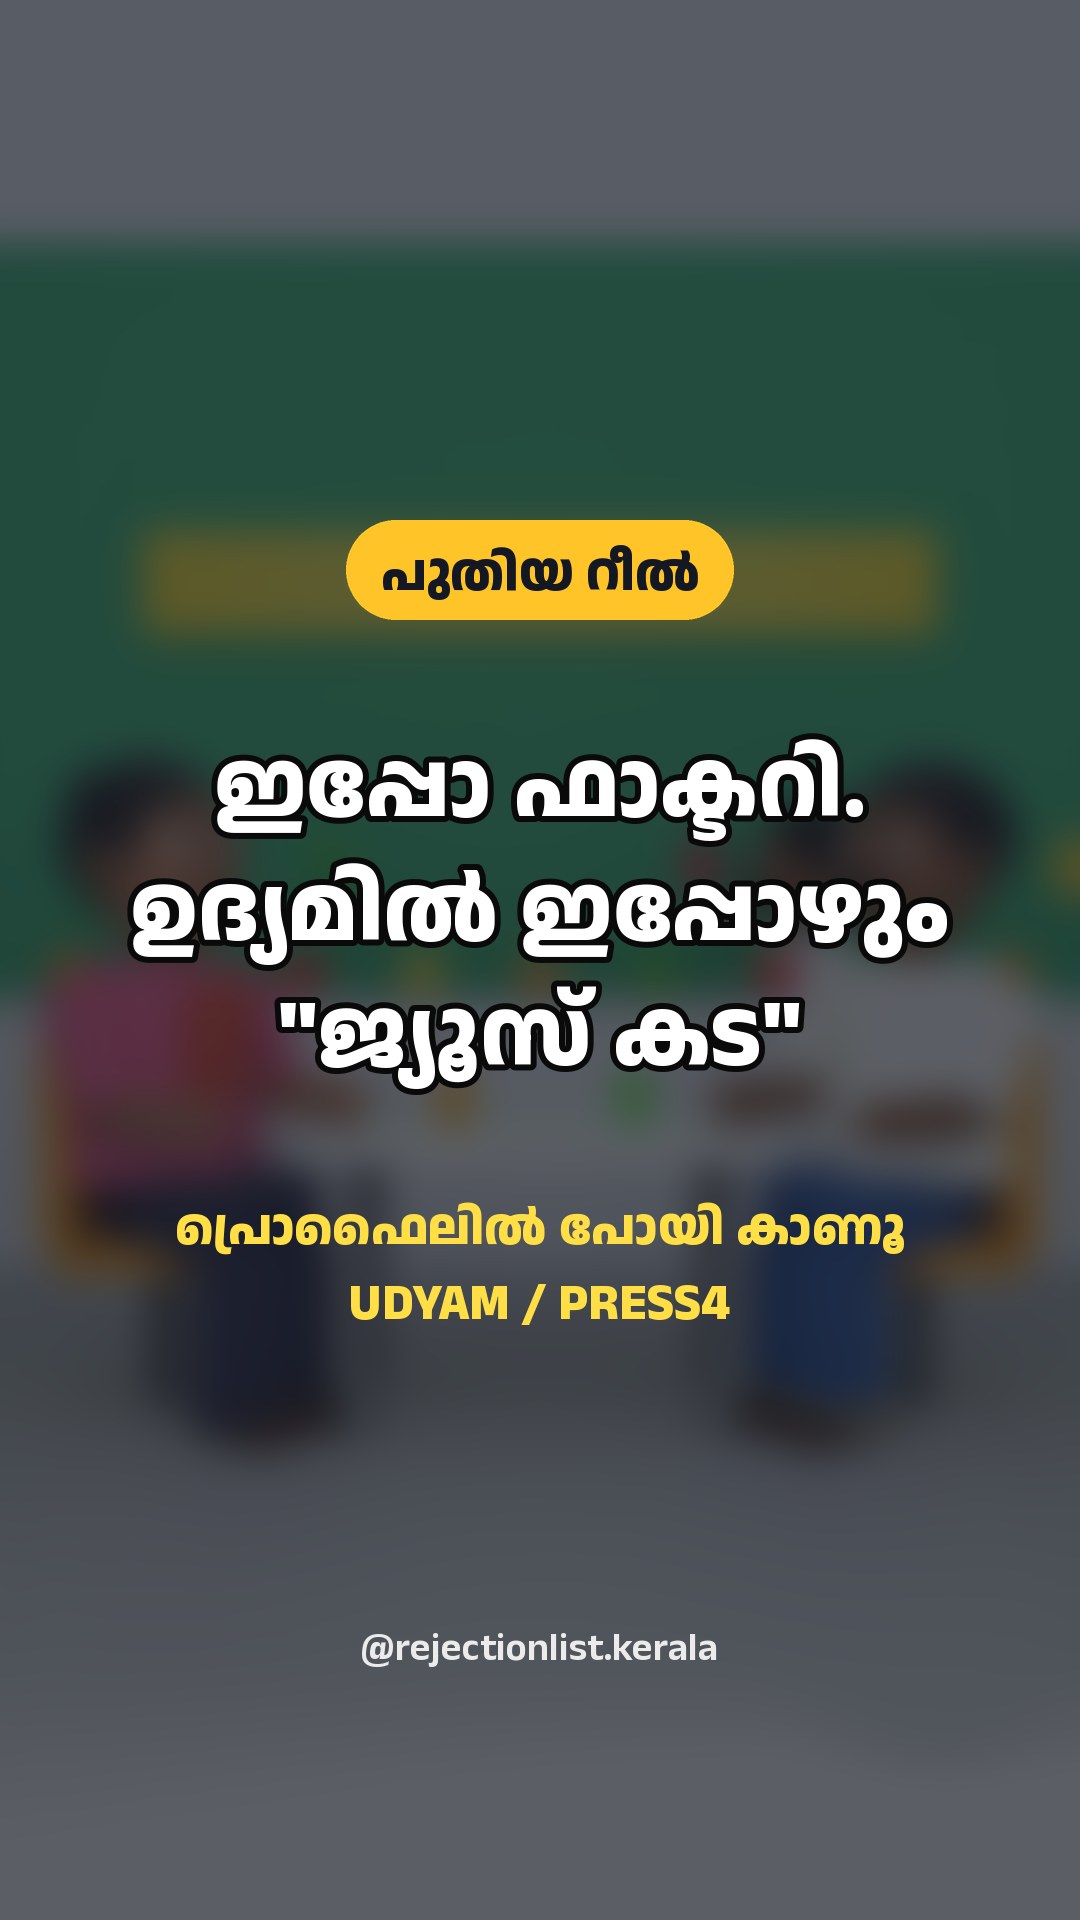 പുതിയ റീൽ
ഇപ്പോ ഫാക്ടറി.
ഉദ്യമിൽ ഇപ്പോഴും
"ജ്യൂസ് കട"
പ്രൊഫൈലിൽ പോയി കാണൂ
UDYAM / PRESS4
@rejectionlist.kerala